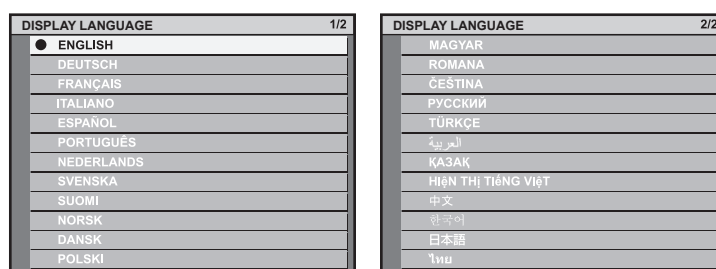 DISPLAY LANGUAGE 1/2
ENGLISH
DEUTSCH
FRANÇAIS
ITALIANO
ESPAÑOL
PORTUGUÊS
NEDERLANDS
SVENSKA
SUOMI
NORSK
DANSK
POLSKI
DISPLAY LANGUAGE 2/2
MAGYAR
ROMANA
ČEŠTINA
РУССКИЙ
TÜRKÇE
العربية
ҚАЗАҚ
HIệN THị TIếNG VIệT
中文
한국어
日本語
ไทย